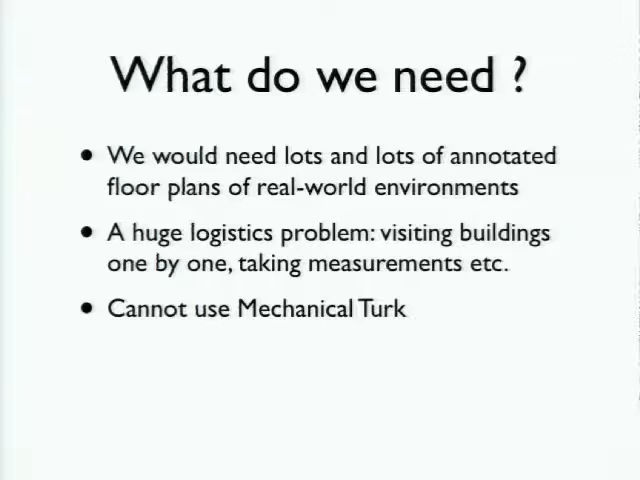 What do we need ?
• We would need lots and lots of annotated
floor plans of real-world environments
• A huge logistics problem: visiting buildings
one by one, taking measurements etc.
• Cannot use Mechanical Turk